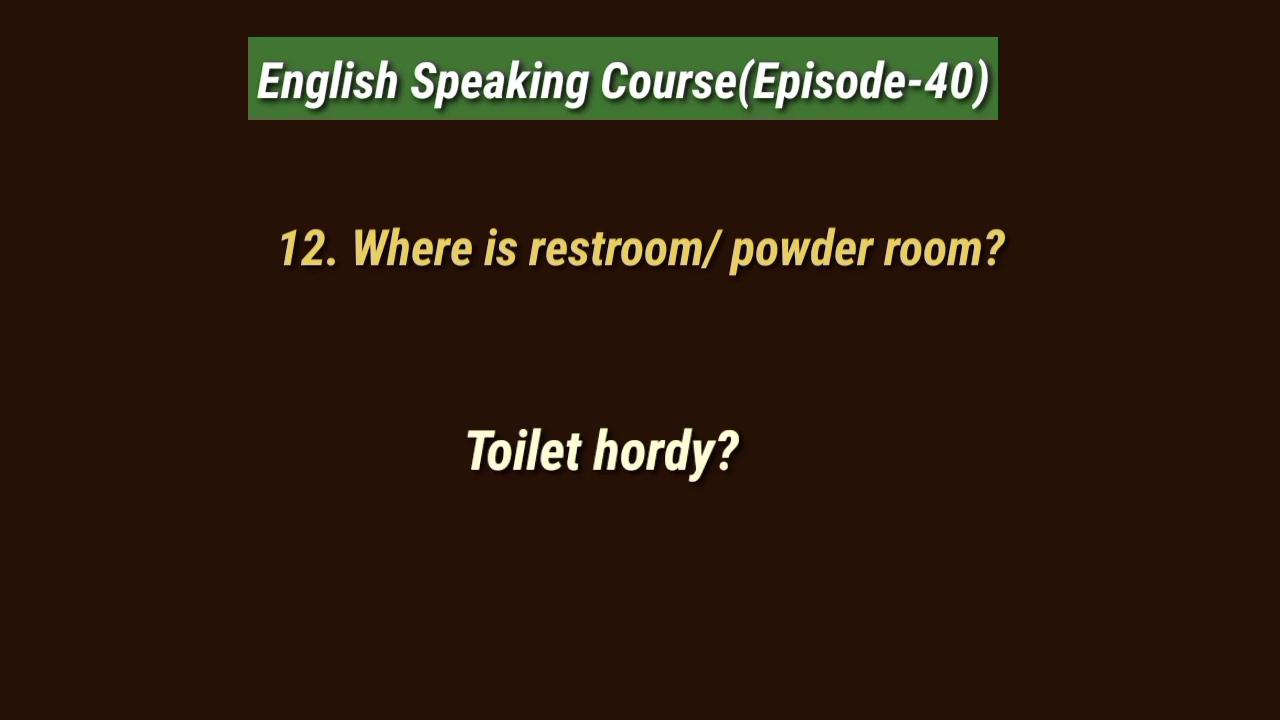 English Speaking Course(Episode-40)
12. Where is restroom/ powder room?
Toilet hordy?